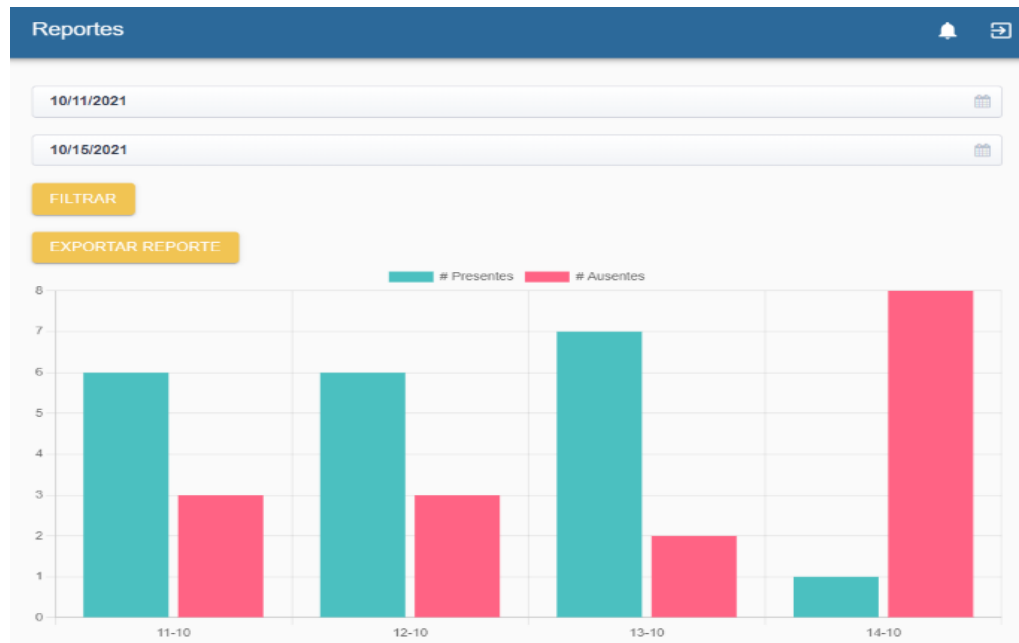 Reportes
10/11/2021
10/15/2021
FILTRAR
EXPORTAR REPORTE
# Presentes # Ausentes
8
7
6
5
4
3
2
1
0
11-10 12-10 13-10 14-10